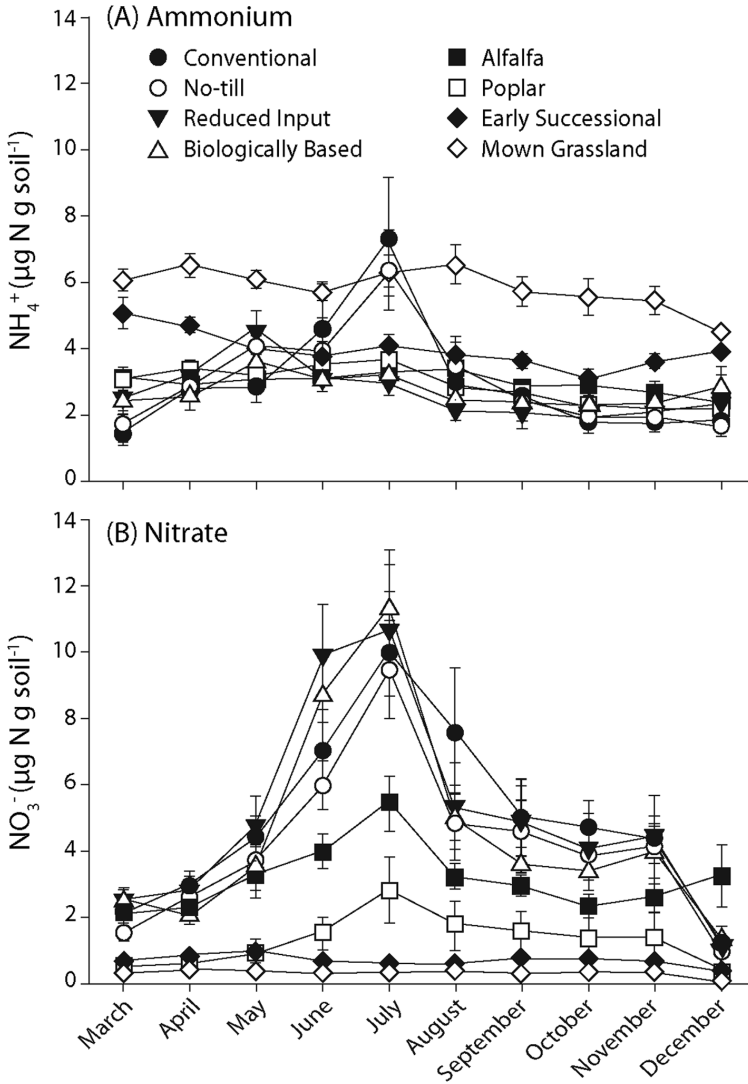 (A) Ammonium
Conventional
No-till
Reduced Input
Biologically Based
Alfalfa
Poplar
Early Successional
Mown Grassland
NH₄⁺ (µg N g soil⁻¹)
14
12
10
8
6
4
2
0
(B) Nitrate
NO₃⁻ (µg N g soil⁻¹)
14
12
10
8
6
4
2
0
March
April
May
June
July
August
September
October
November
December